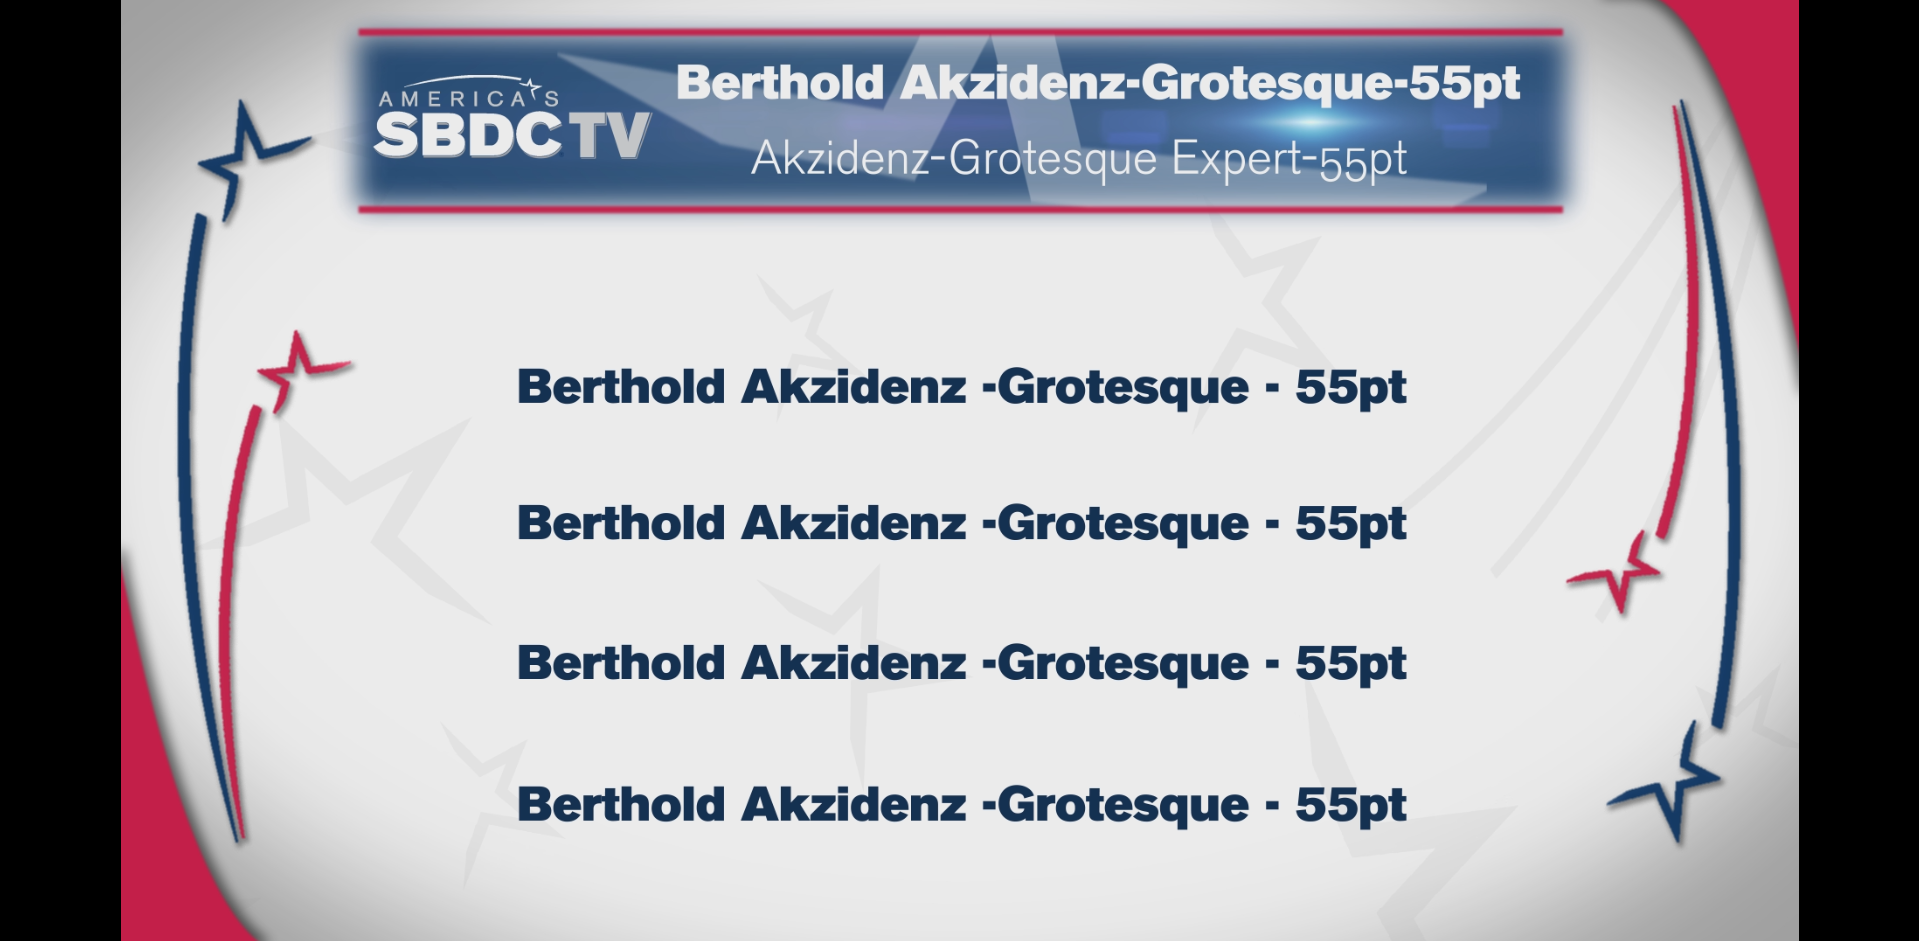 AMERICA'S
SBDCTV
Berthold Akzidenz-Grotesque-55pt
Akzidenz-Grotesque Expert-55pt
Berthold Akzidenz -Grotesque - 55pt
Berthold Akzidenz -Grotesque - 55pt
Berthold Akzidenz -Grotesque - 55pt
Berthold Akzidenz -Grotesque - 55pt